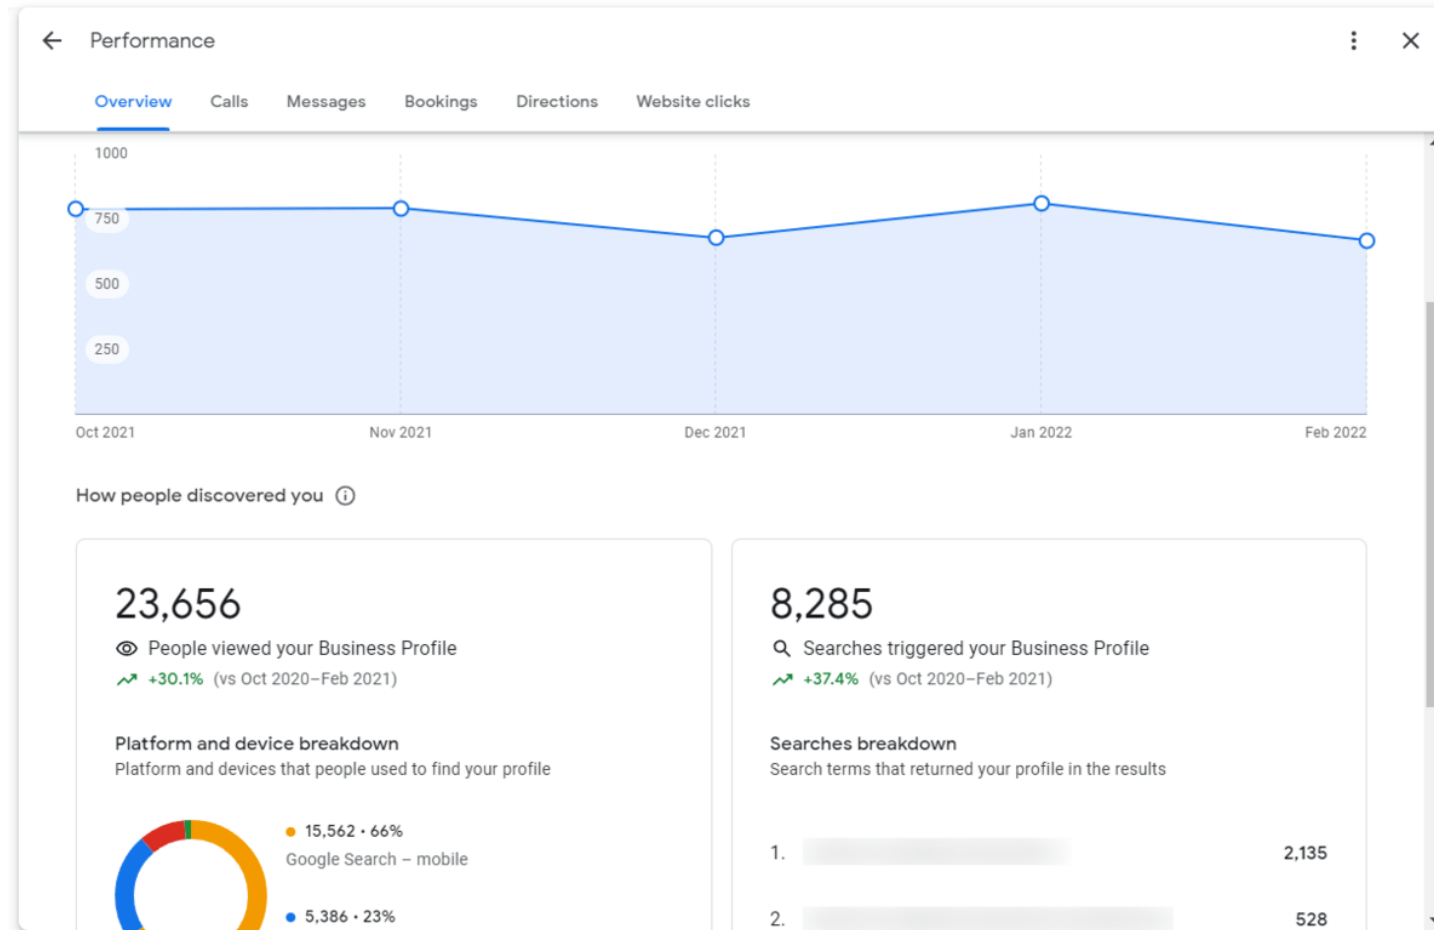 Performance
Overview Calls Messages Bookings Directions Website clicks
1000
750
500
250
Oct 2021 Nov 2021 Dec 2021 Jan 2022 Feb 2022
How people discovered you
23,656
People viewed your Business Profile
+30.1% (vs Oct 2020–Feb 2021)
Platform and device breakdown
Platform and devices that people used to find your profile
15,562 • 66%
Google Search – mobile
5,386 • 23%
8,285
Searches triggered your Business Profile
+37.4% (vs Oct 2020–Feb 2021)
Searches breakdown
Search terms that returned your profile in the results
1. 2,135
2. 528